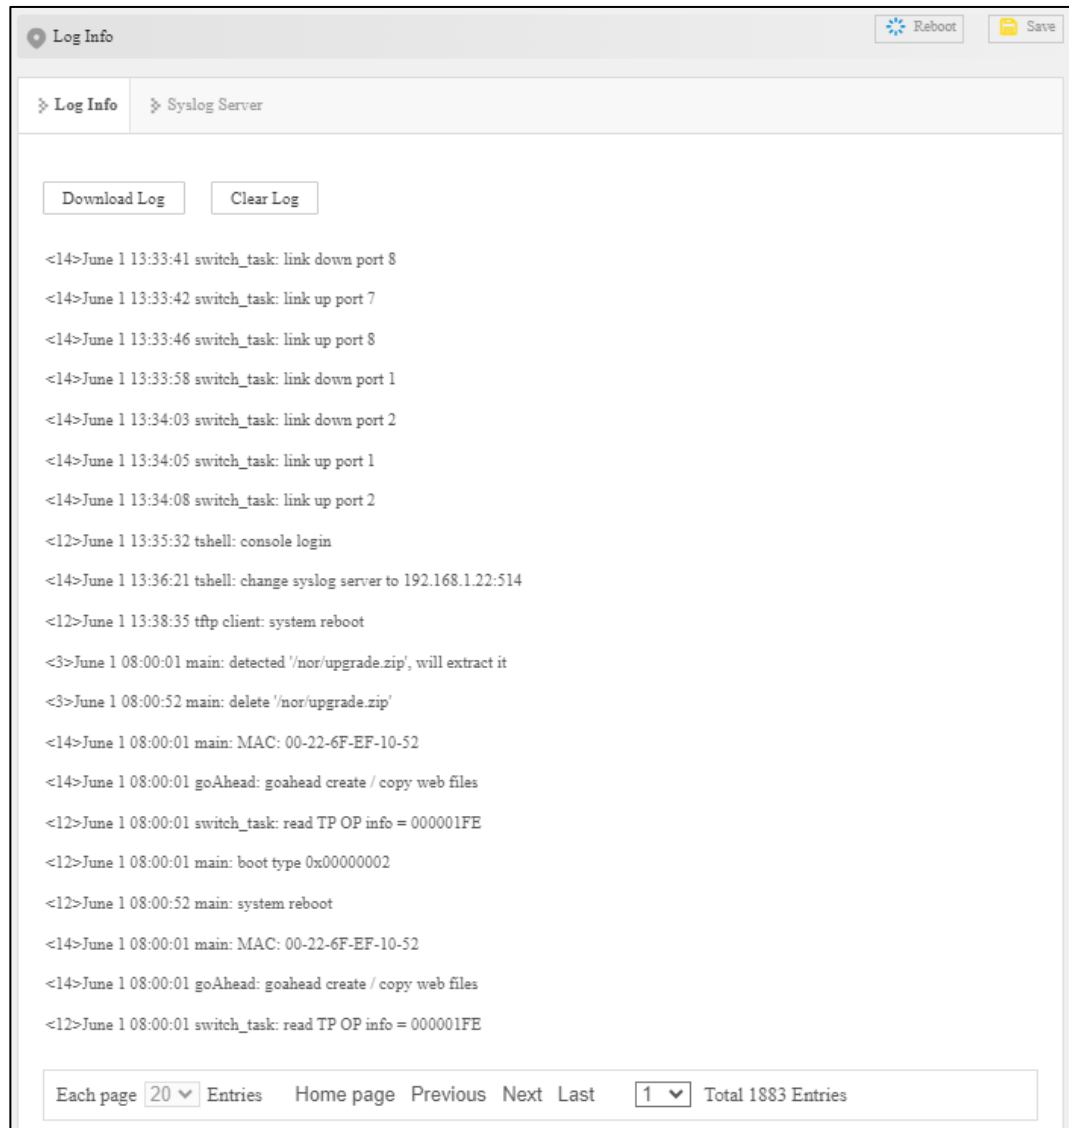 Log Info
Reboot
Save
Log Info
Syslog Server
Download Log
Clear Log
<14>June 1 13:33:41 switch_task: link down port 8
<14>June 1 13:33:42 switch_task: link up port 7
<14>June 1 13:33:46 switch_task: link up port 8
<14>June 1 13:33:58 switch_task: link down port 1
<14>June 1 13:34:03 switch_task: link down port 2
<14>June 1 13:34:05 switch_task: link up port 1
<14>June 1 13:34:08 switch_task: link up port 2
<12>June 1 13:35:32 tshell: console login
<14>June 1 13:36:21 tshell: change syslog server to 192.168.1.22:514
<12>June 1 13:38:35 tftp client: system reboot
<3>June 1 08:00:01 main: detected '/nor/upgrade.zip', will extract it
<3>June 1 08:00:52 main: delete '/nor/upgrade.zip'
<14>June 1 08:00:01 main: MAC: 00-22-6F-EF-10-52
<14>June 1 08:00:01 goAhead: goahead create / copy web files
<12>June 1 08:00:01 switch_task: read TP OP info = 000001FE
<12>June 1 08:00:01 main: boot type 0x00000002
<12>June 1 08:00:52 main: system reboot
<14>June 1 08:00:01 main: MAC: 00-22-6F-EF-10-52
<14>June 1 08:00:01 goAhead: goahead create / copy web files
<12>June 1 08:00:01 switch_task: read TP OP info = 000001FE
Each page 20 Entries Home page Previous Next Last 1 Total 1883 Entries